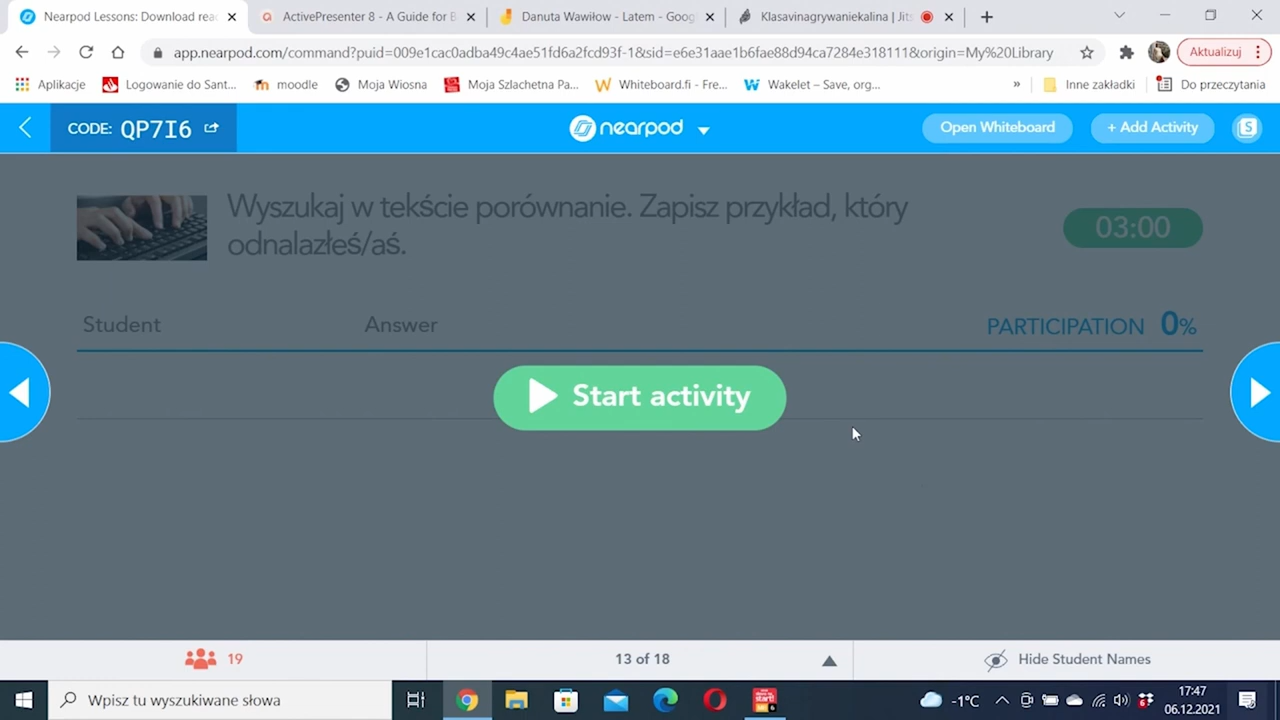 Nearpod Lessons: Download rea
ActivePresenter 8 - A Guide for B
Danuta Wawiłow - Latem - Goog
Klasavinagrywaniekalina | Jits
app.nearpod.com/command?puid=009e1cac0adba49c4ae51fd6a2fcd93f-1&sid=e6e31aae1b6fae88d94ca7284e318111&origin=My%20Library
Aktualizuj
Aplikacje
Logowanie do Sant...
moodle
Moja Wiosna
Moja Szlachetna Pa...
Whiteboard.fi - Fre...
Wakelet – Save, org...
»
Inne zakładki
Do przeczytania
CODE: QP7I6
nearpod
Open Whiteboard
+ Add Activity
S
Wyszukaj w tekście porównanie. Zapisz przykład, który
odnalazłeś/aś.
03:00
Student
Answer
PARTICIPATION 0%
Start activity
19
13 of 18
Hide Student Names
Wpisz tu wyszukiwane słowa
-1°C
17:47
06.12.2021